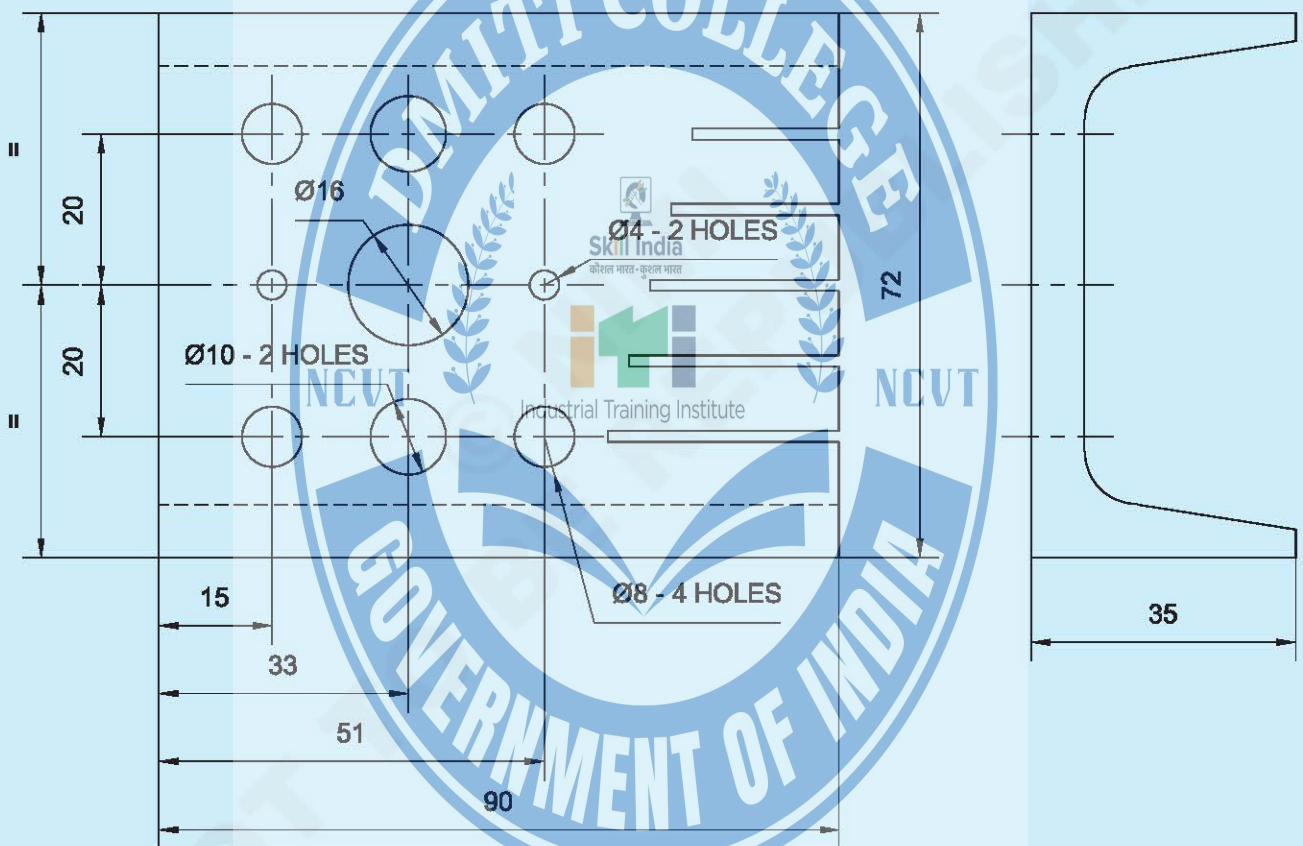 DMITI COLLEGE
=
20
Ø16
Ø4 - 2 HOLES
Skill India
कौशल भारत-कुशल भारत
72
=
20
Ø10 - 2 HOLES
NCVT
NCVT
Industrial Training Institute
15
Ø8 - 4 HOLES
35
33
51
90
GOVERNMENT OF INDIA